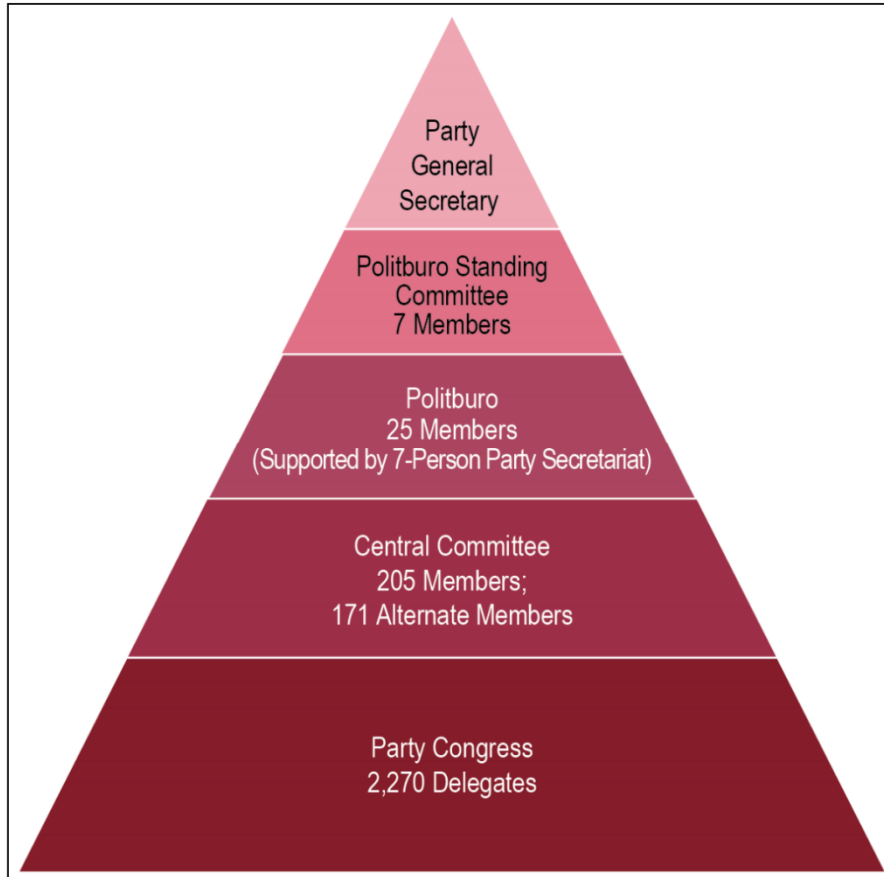 Party
General
Secretary
Politburo Standing
Committee
7 Members
Politburo
25 Members
(Supported by 7-Person Party Secretariat)
Central Committee
205 Members;
171 Alternate Members
Party Congress
2,270 Delegates